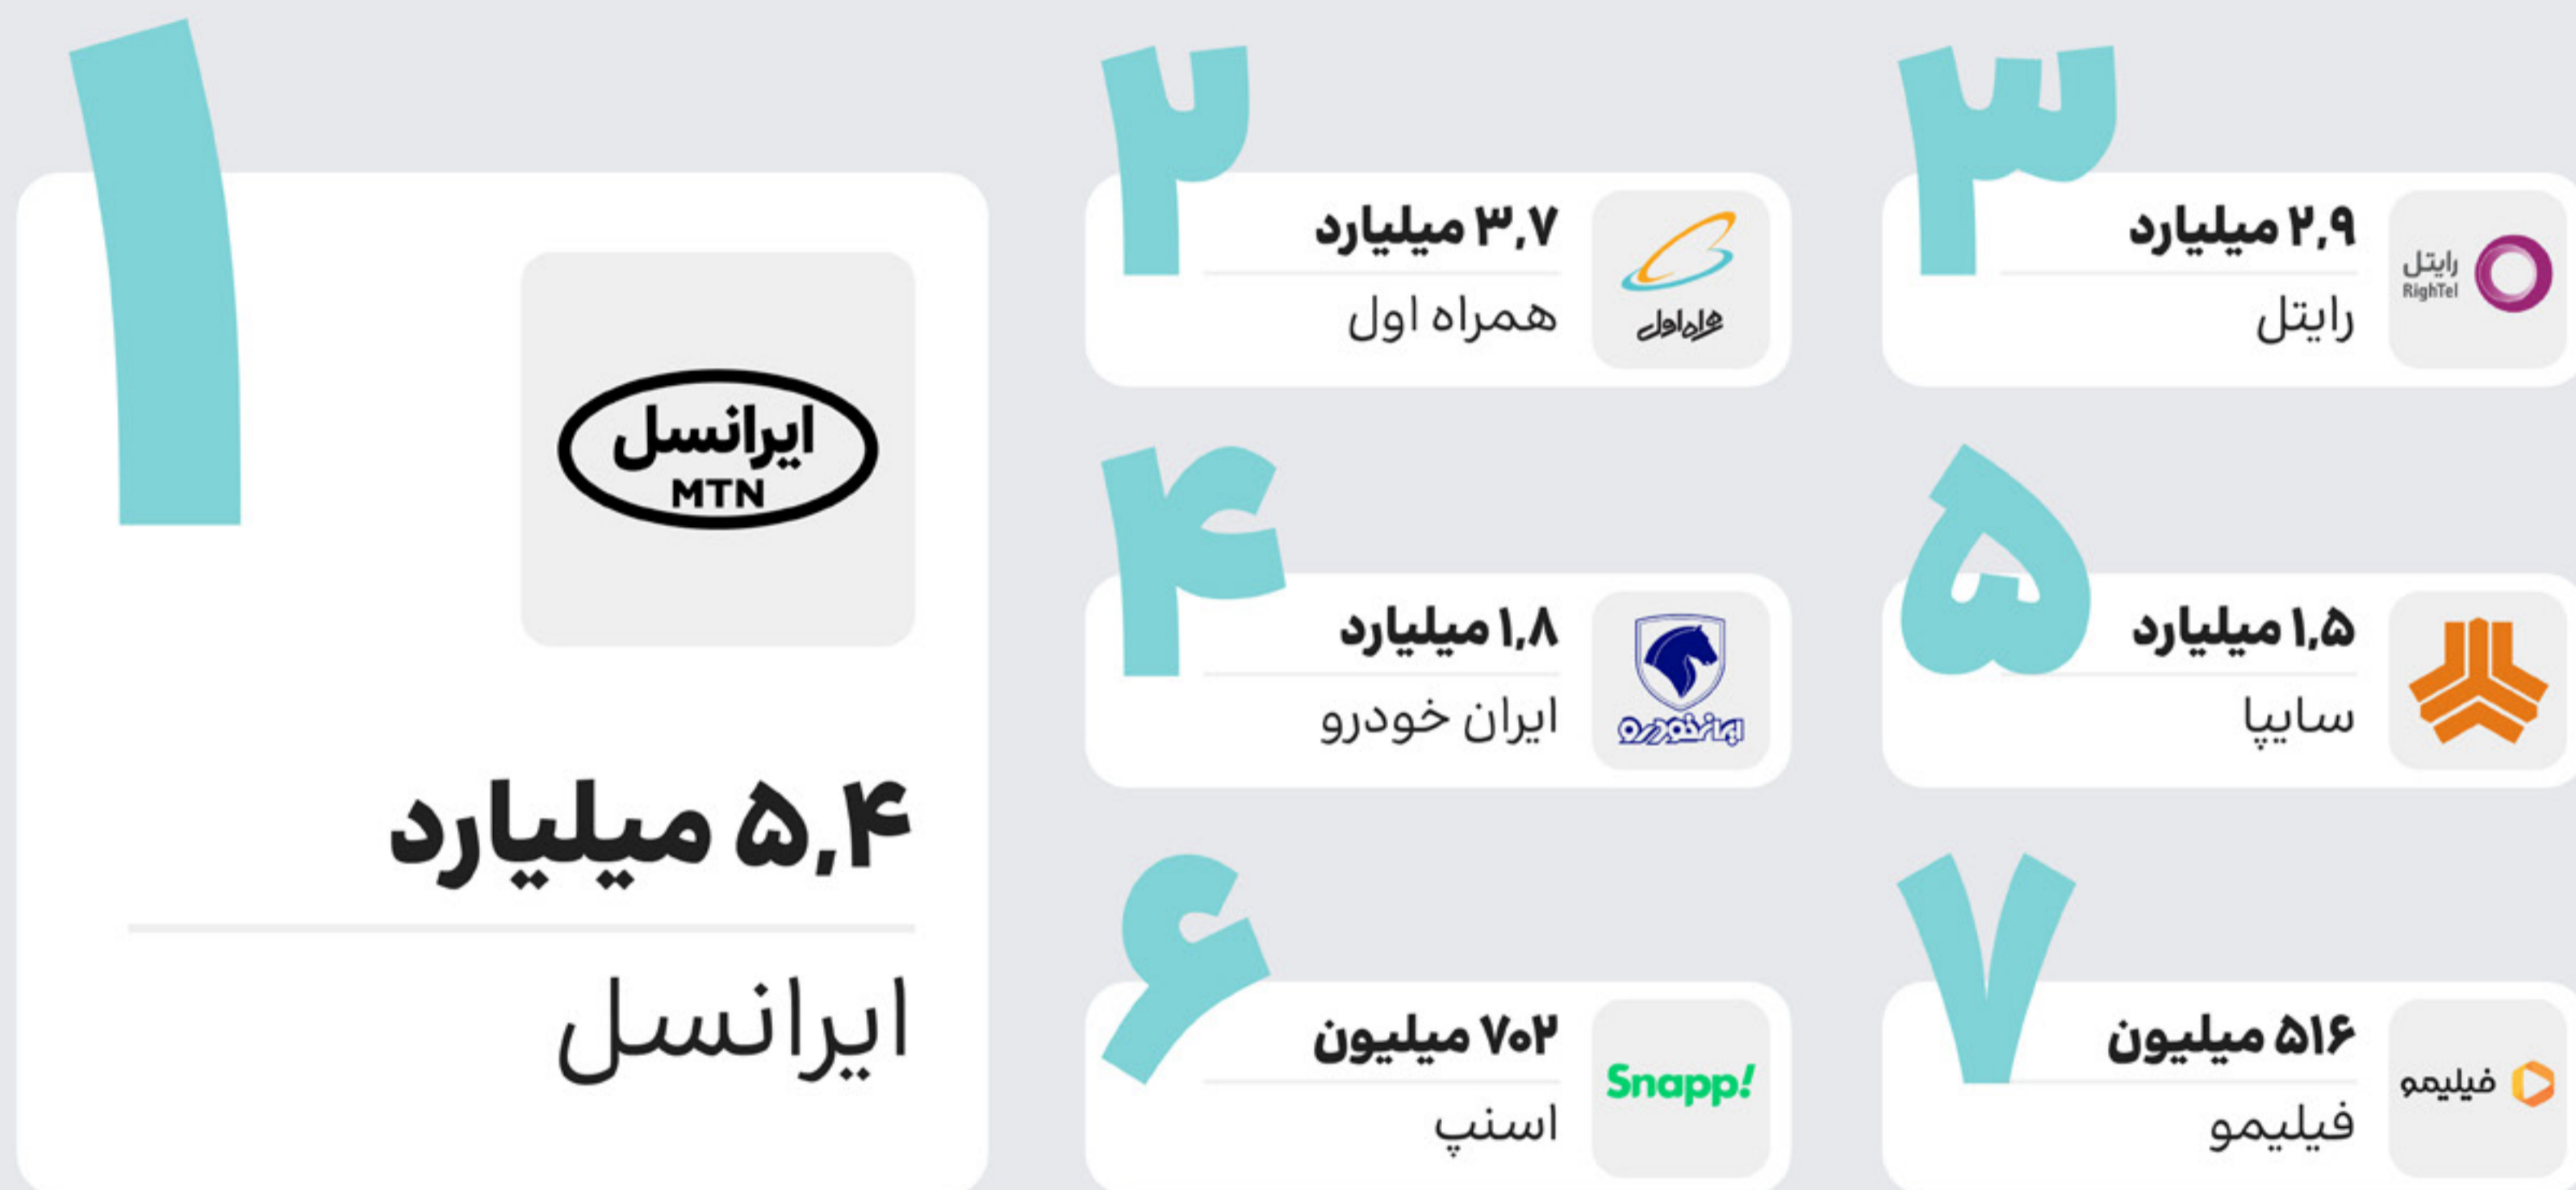 ۱
ایرانسل
MTN
۵,۴ میلیارد
ایرانسل
۲
۳,۷ میلیارد
همراه اول
همراه اول
۳
۲,۹ میلیارد
رایتل
رایتل
RighTel
۴
۱,۸ میلیارد
ایران خودرو
ایران خودرو
۵
۱,۵ میلیارد
سایپا
۶
۷۰۲ میلیون
اسنپ
Snapp!
۷
۵۱۶ میلیون
فیلیمو
فیلیمو